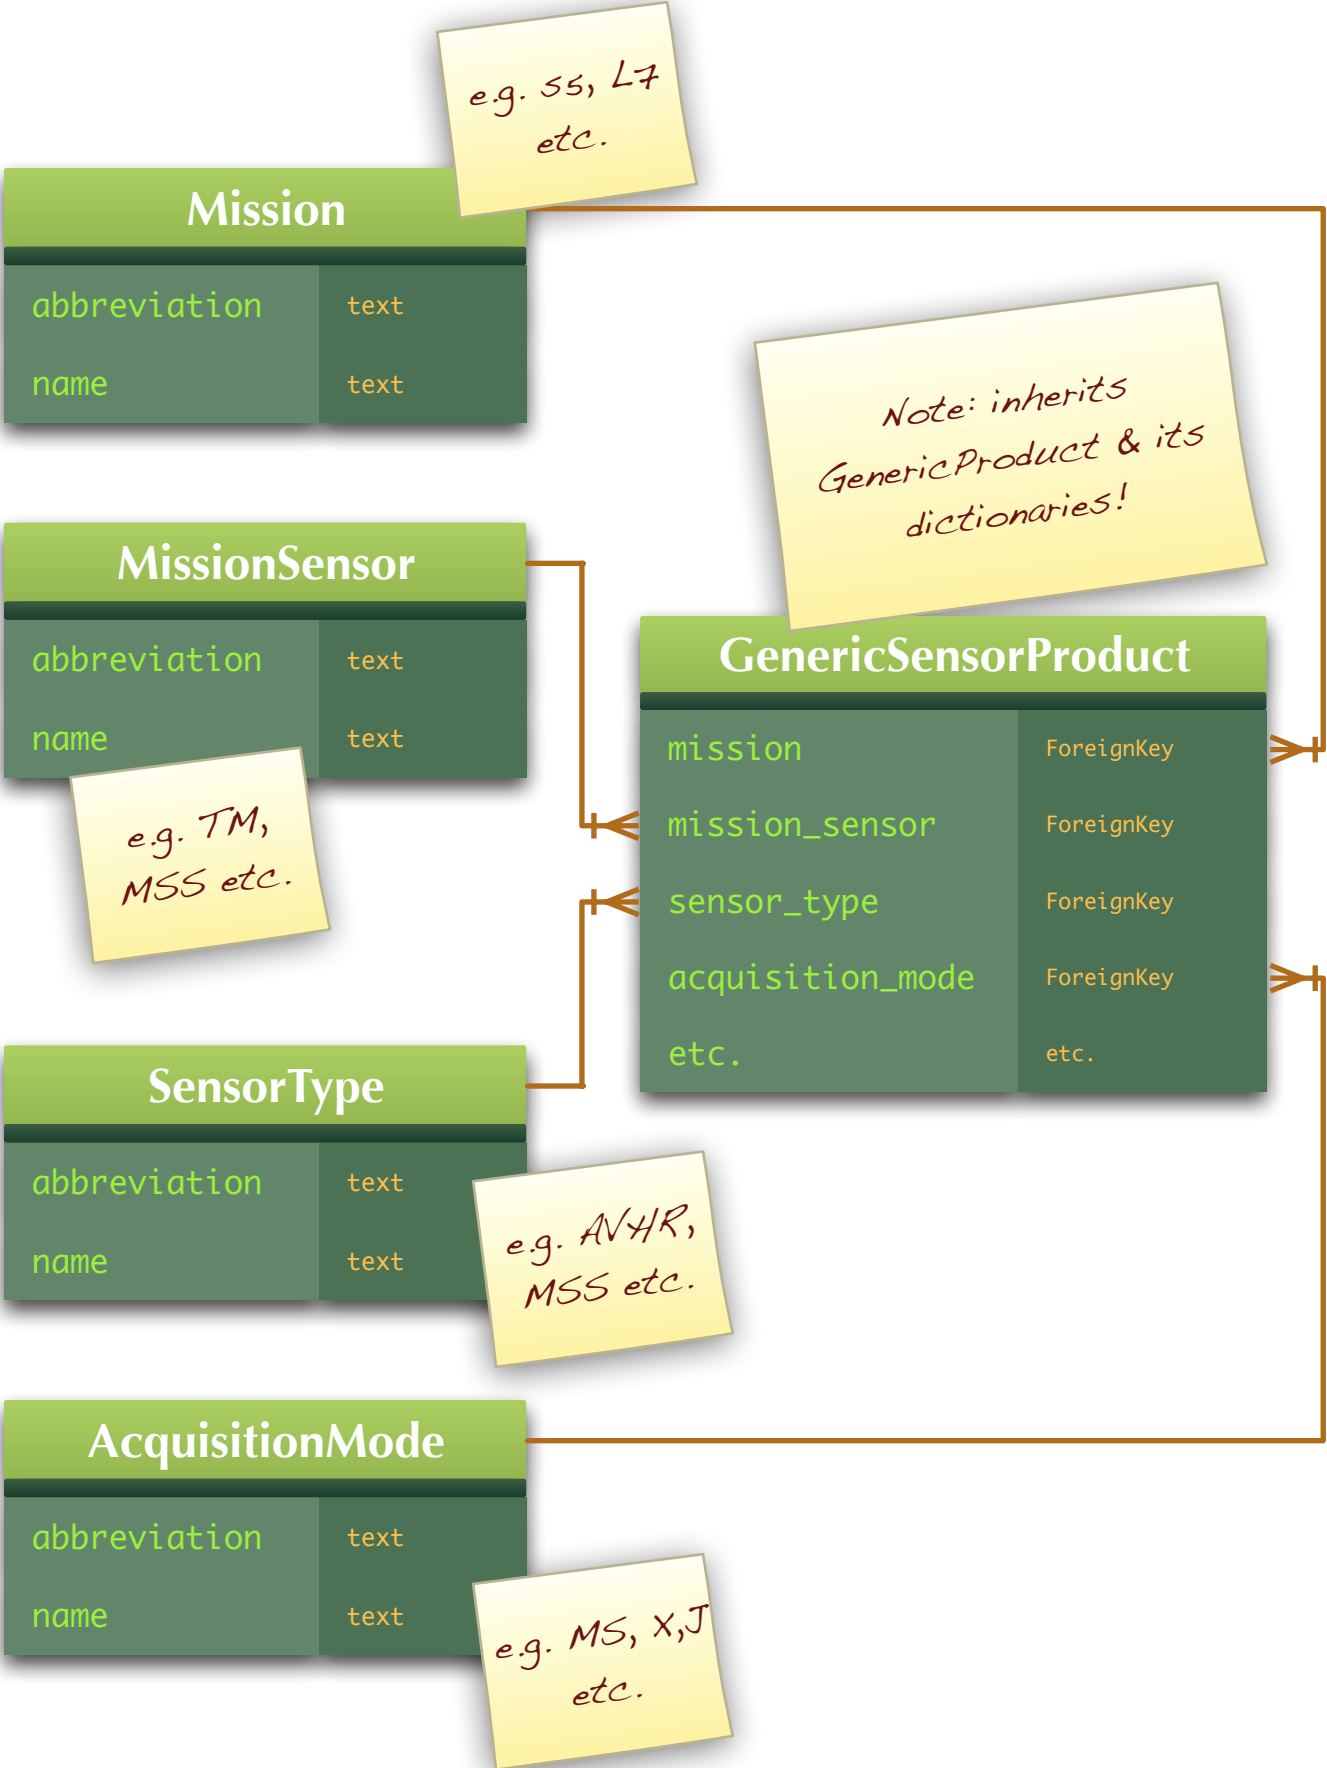 e.g. S5, L7
etc.
Mission
abbreviation text
name text
Note: inherits
GenericProduct & its
dictionaries!
MissionSensor
abbreviation text
name text
e.g. TM,
MSS etc.
GenericSensorProduct
mission ForeignKey
mission_sensor ForeignKey
sensor_type ForeignKey
acquisition_mode ForeignKey
etc. etc.
SensorType
abbreviation text
name text
e.g. AVHR,
MSS etc.
AcquisitionMode
abbreviation text
name text
e.g. MS, X,J
etc.